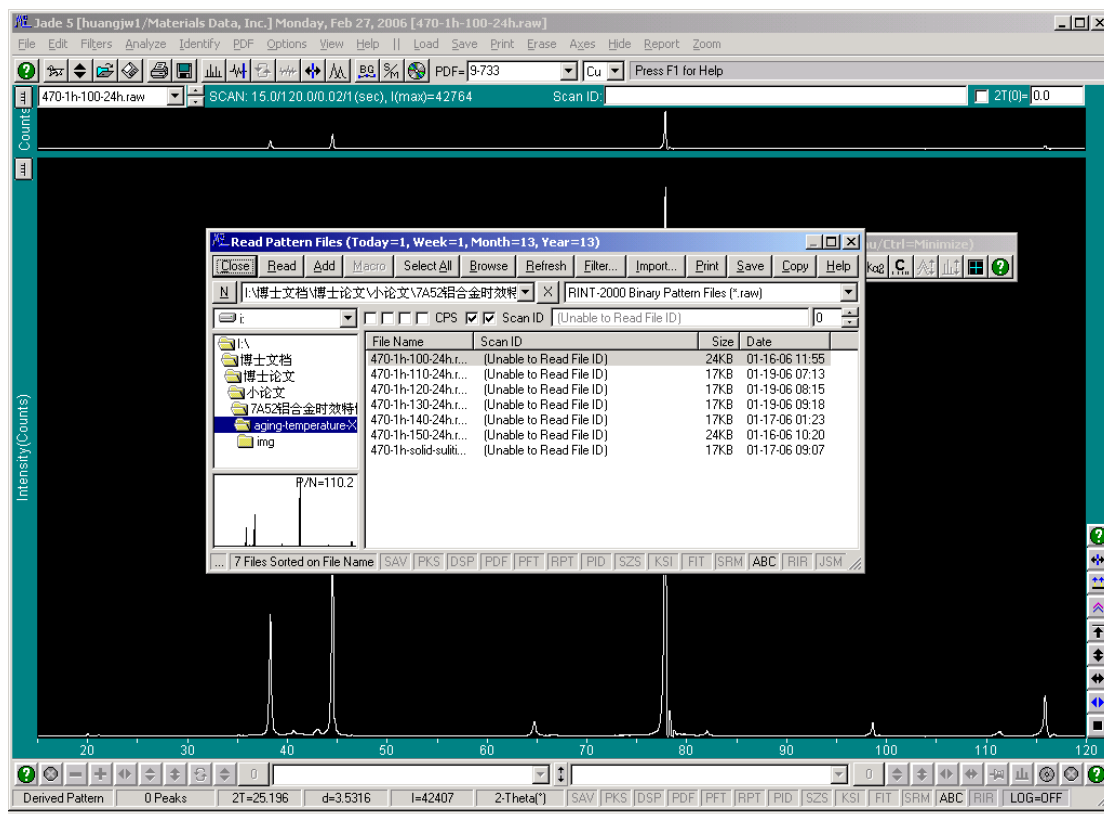 Jade 5 [huangjw1/Materials Data, Inc.] Monday, Feb 27, 2006 [470-1h-100-24h.raw]
File Edit Filters Analyze Identify PDF Options View Help || Load Save Print Erase Axes Hide Report Zoom
BG S/M PDF= 9-733 Cu Press F1 for Help
470-1h-100-24h.raw SCAN: 15.0/120.0/0.02/1(sec), I(max)=42764 Scan ID: 2T(0)= 0.0
Counts
Read Pattern Files (Today=1, Week=1, Month=13, Year=13)
u/Ctrl=Minimize)
Close Read Add Macro Select All Browse Refresh Filter... Import... Print Save Copy Help
Kα2
N I:\博士文档\博士论文\小论文\7A52铝合金时效 X RINT-2000 Binary Pattern Files (*.raw)
i: CPS Scan ID (Unable to Read File ID) 0
I:\
博士文档
博士论文
小论文
7A52铝合金时效特
aging-temperature-X
img
File Name Scan ID Size Date
470-1h-100-24h.r... (Unable to Read File ID) 24KB 01-16-06 11:55
470-1h-110-24h.r... (Unable to Read File ID) 17KB 01-19-06 07:13
470-1h-120-24h.r... (Unable to Read File ID) 17KB 01-19-06 08:15
470-1h-130-24h.r... (Unable to Read File ID) 17KB 01-19-06 09:18
470-1h-140-24h.r... (Unable to Read File ID) 17KB 01-17-06 01:23
470-1h-150-24h.r... (Unable to Read File ID) 24KB 01-16-06 10:20
470-1h-solid-suliti... (Unable to Read File ID) 17KB 01-17-06 09:07
P/N=110.2
... 7 Files Sorted on File Name SAV PKS DSP PDF PFT RPT PID SZS KSI FIT SRM ABC RIR JSM
Intensity(Counts)
20 30 40 50 60 70 80 90 100 110 120
0 0
Derived Pattern 0 Peaks 2T=25.196 d=3.5316 I=42407 2-Theta(°) SAV PKS DSP PDF PFT RPT PID SZS KSI FIT SRM ABC RIR LOG=OFF